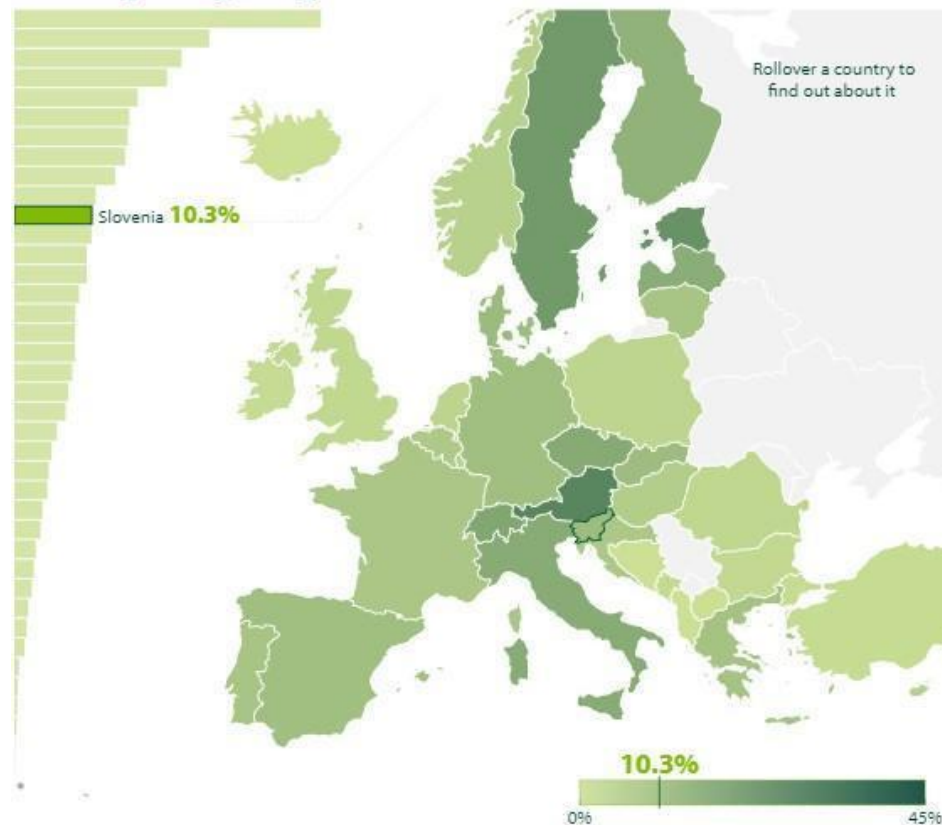 Rollover a country to
find out about it
Slovenia 10.3%
10.3%
0%
45%